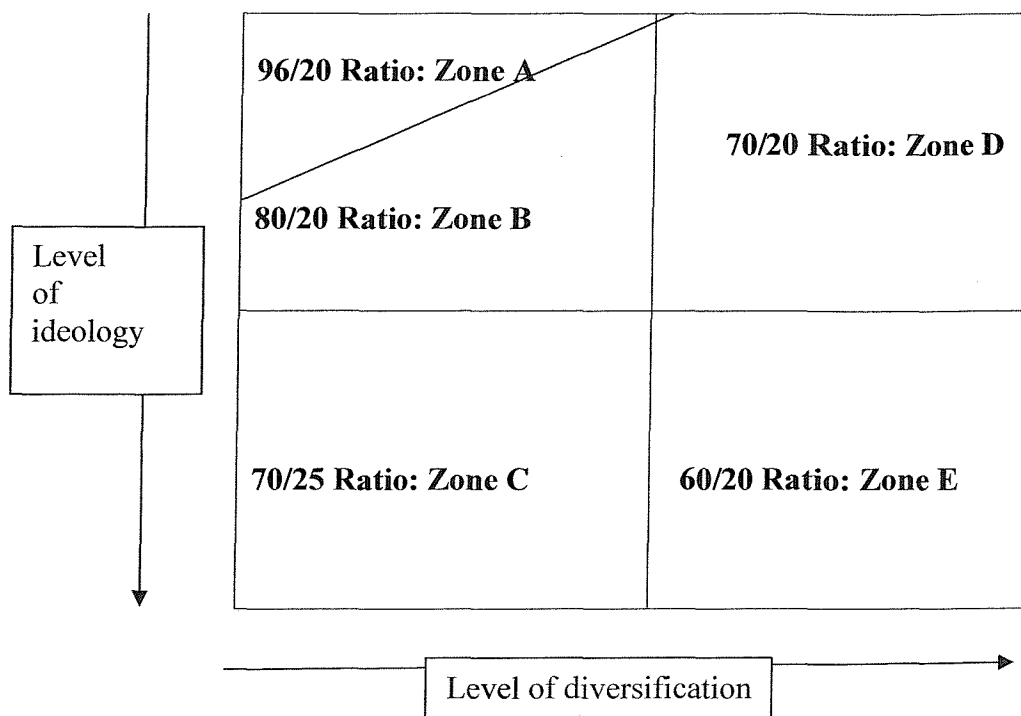 96/20 Ratio: Zone A
70/20 Ratio: Zone D
80/20 Ratio: Zone B
Level
of
ideology
70/25 Ratio: Zone C
60/20 Ratio: Zone E
Level of diversification